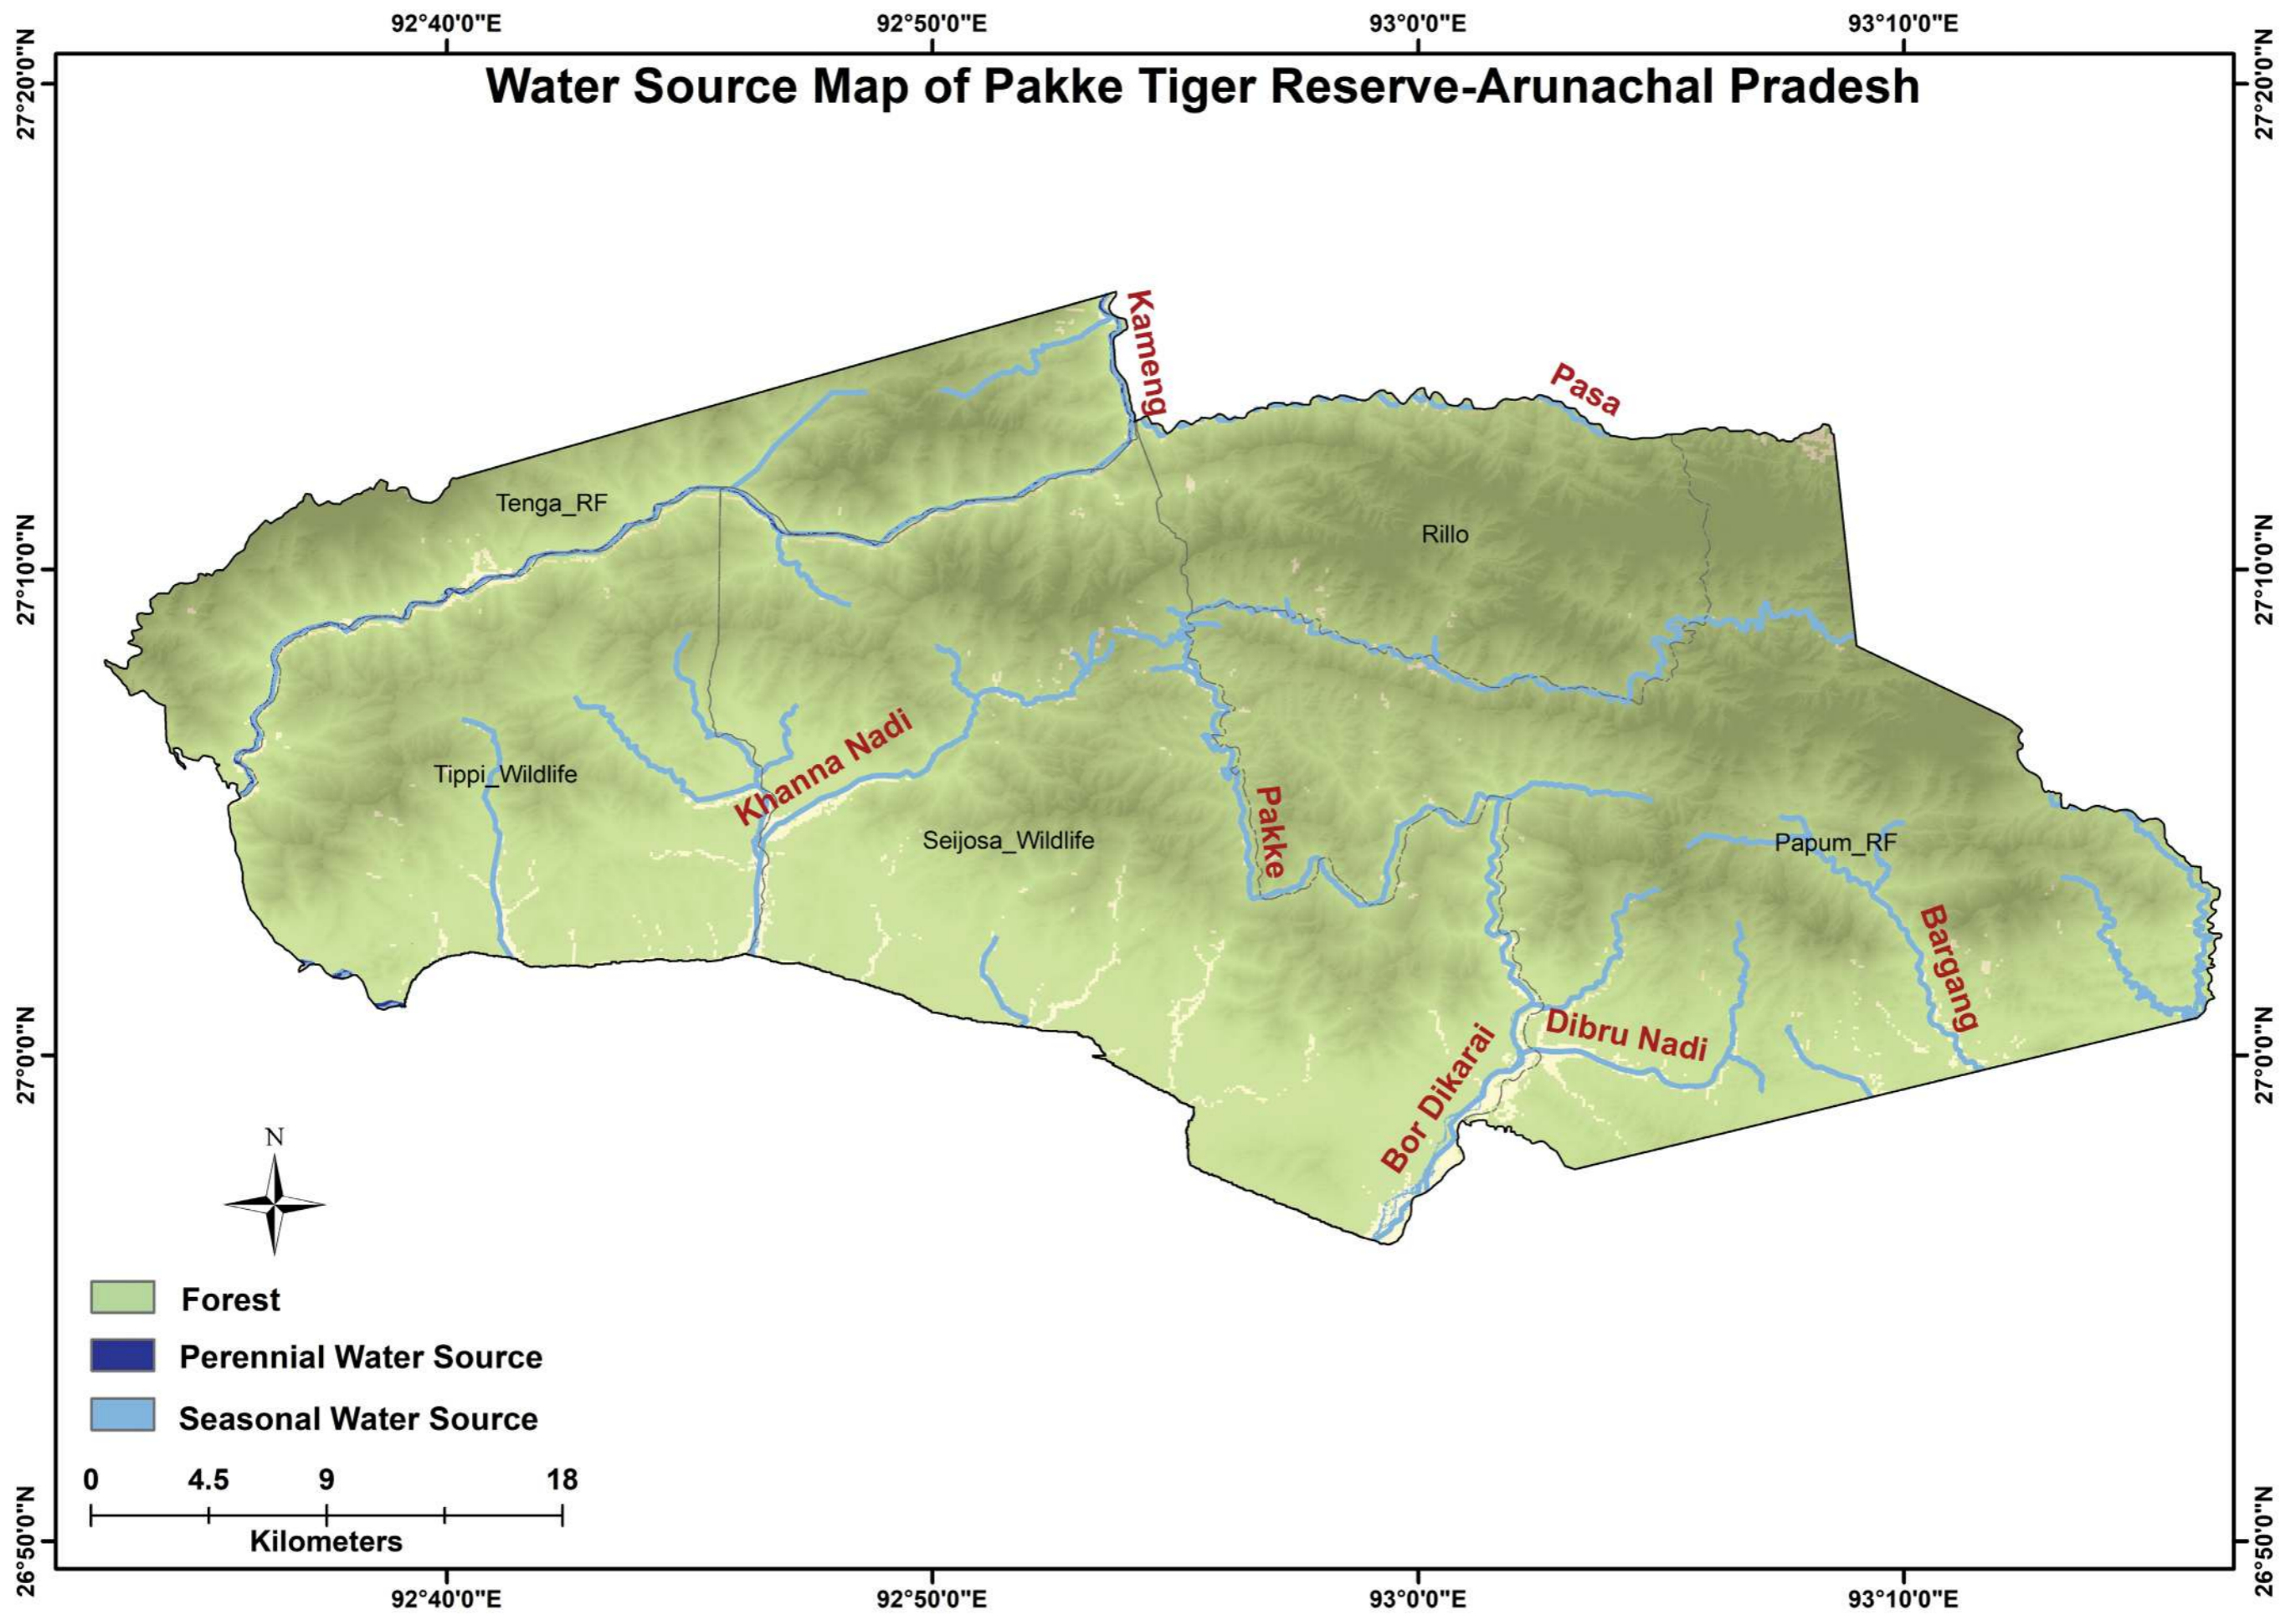 92°40'0"E 92°50'0"E 93°0'0"E 93°10'0"E
27°20'0"N 27°20'0"N
Water Source Map of Pakke Tiger Reserve-Arunachal Pradesh
Kameng
Pasa
Tenga_RF
Rillo
27°10'0"N 27°10'0"N
Khanna Nadi
Tippi_Wildlife
Pakke
Seijosa_Wildlife
Papum_RF
Bargang
Dibru Nadi
Bor Dikarai
27°0'0"N 27°0'0"N
N
Forest
Perennial Water Source
Seasonal Water Source
0 4.5 9 18
Kilometers
26°50'0"N 26°50'0"N
92°40'0"E 92°50'0"E 93°0'0"E 93°10'0"E